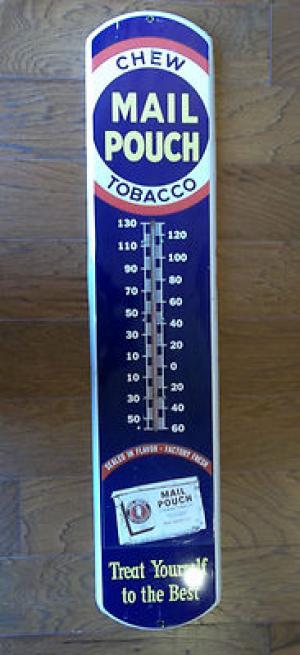 CHEW
MAIL
POUCH
TOBACCO
130
120
110
100
90
80
70
60
50
40
30
20
10
0
10
20
30
40
50
60
SEALED IN FLAVOR - FACTORY FRESH
MAIL
POUCH
Treat Yourself
to the Best